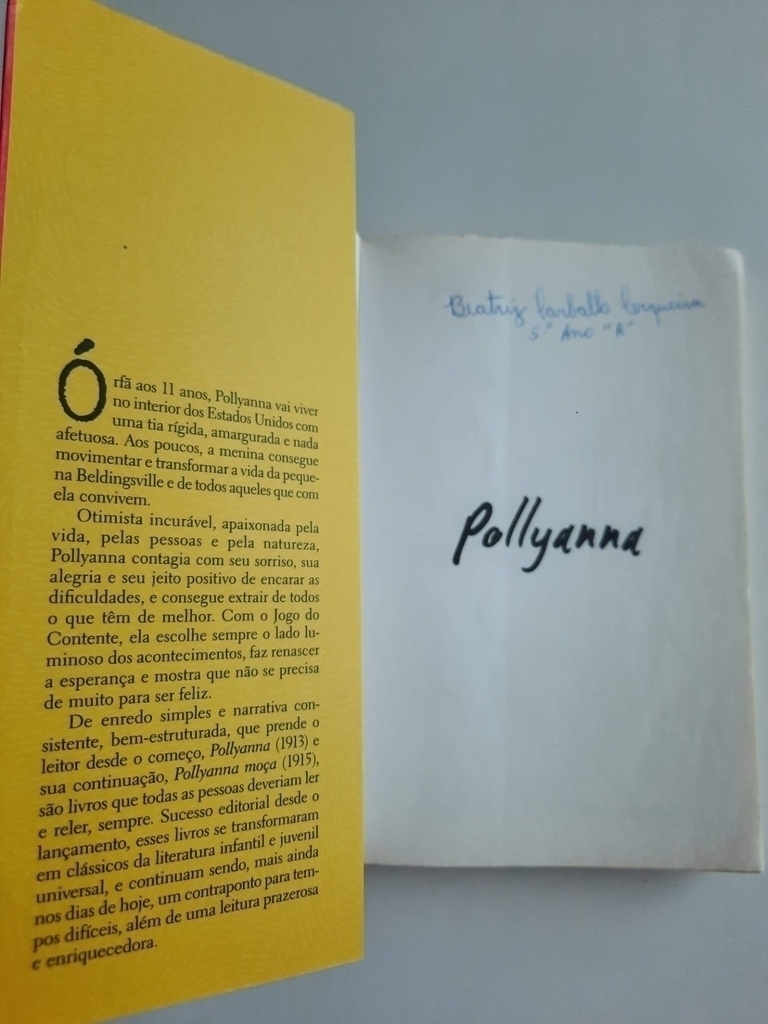 Órfã aos 11 anos, Pollyanna vai viver
no interior dos Estados Unidos com
uma tia rígida, amargurada e nada
afetuosa. Aos poucos, a menina consegue
movimentar e transformar a vida da peque-
na Beldingsville e de todos aqueles que com
ela convivem.
Otimista incurável, apaixonada pela
vida, pelas pessoas e pela natureza,
Pollyanna contagia com seu sorriso, sua
alegria e seu jeito positivo de encarar as
dificuldades, e consegue extrair de todos
o que têm de melhor. Com o Jogo do
Contente, ela escolhe sempre o lado lu-
minoso dos acontecimentos, faz renascer
a esperança e mostra que não se precisa
de muito para ser feliz.
De enredo simples e narrativa con-
sistente, bem-estruturada, que prende o
leitor desde o começo, Pollyanna (1913) e
sua continuação, Pollyanna moça (1915),
são livros que todas as pessoas deveriam ler
e reler, sempre. Sucesso editorial desde o
lançamento, esses livros se transformaram
em clássicos da literatura infantil e juvenil
universal, e continuam sendo, mais ainda
nos dias de hoje, um contraponto para tem-
pos difíceis, além de uma leitura prazerosa
e enriquecedora.
Beatriz Carballo Cerqueira
5º Ano "A"
Pollyanna